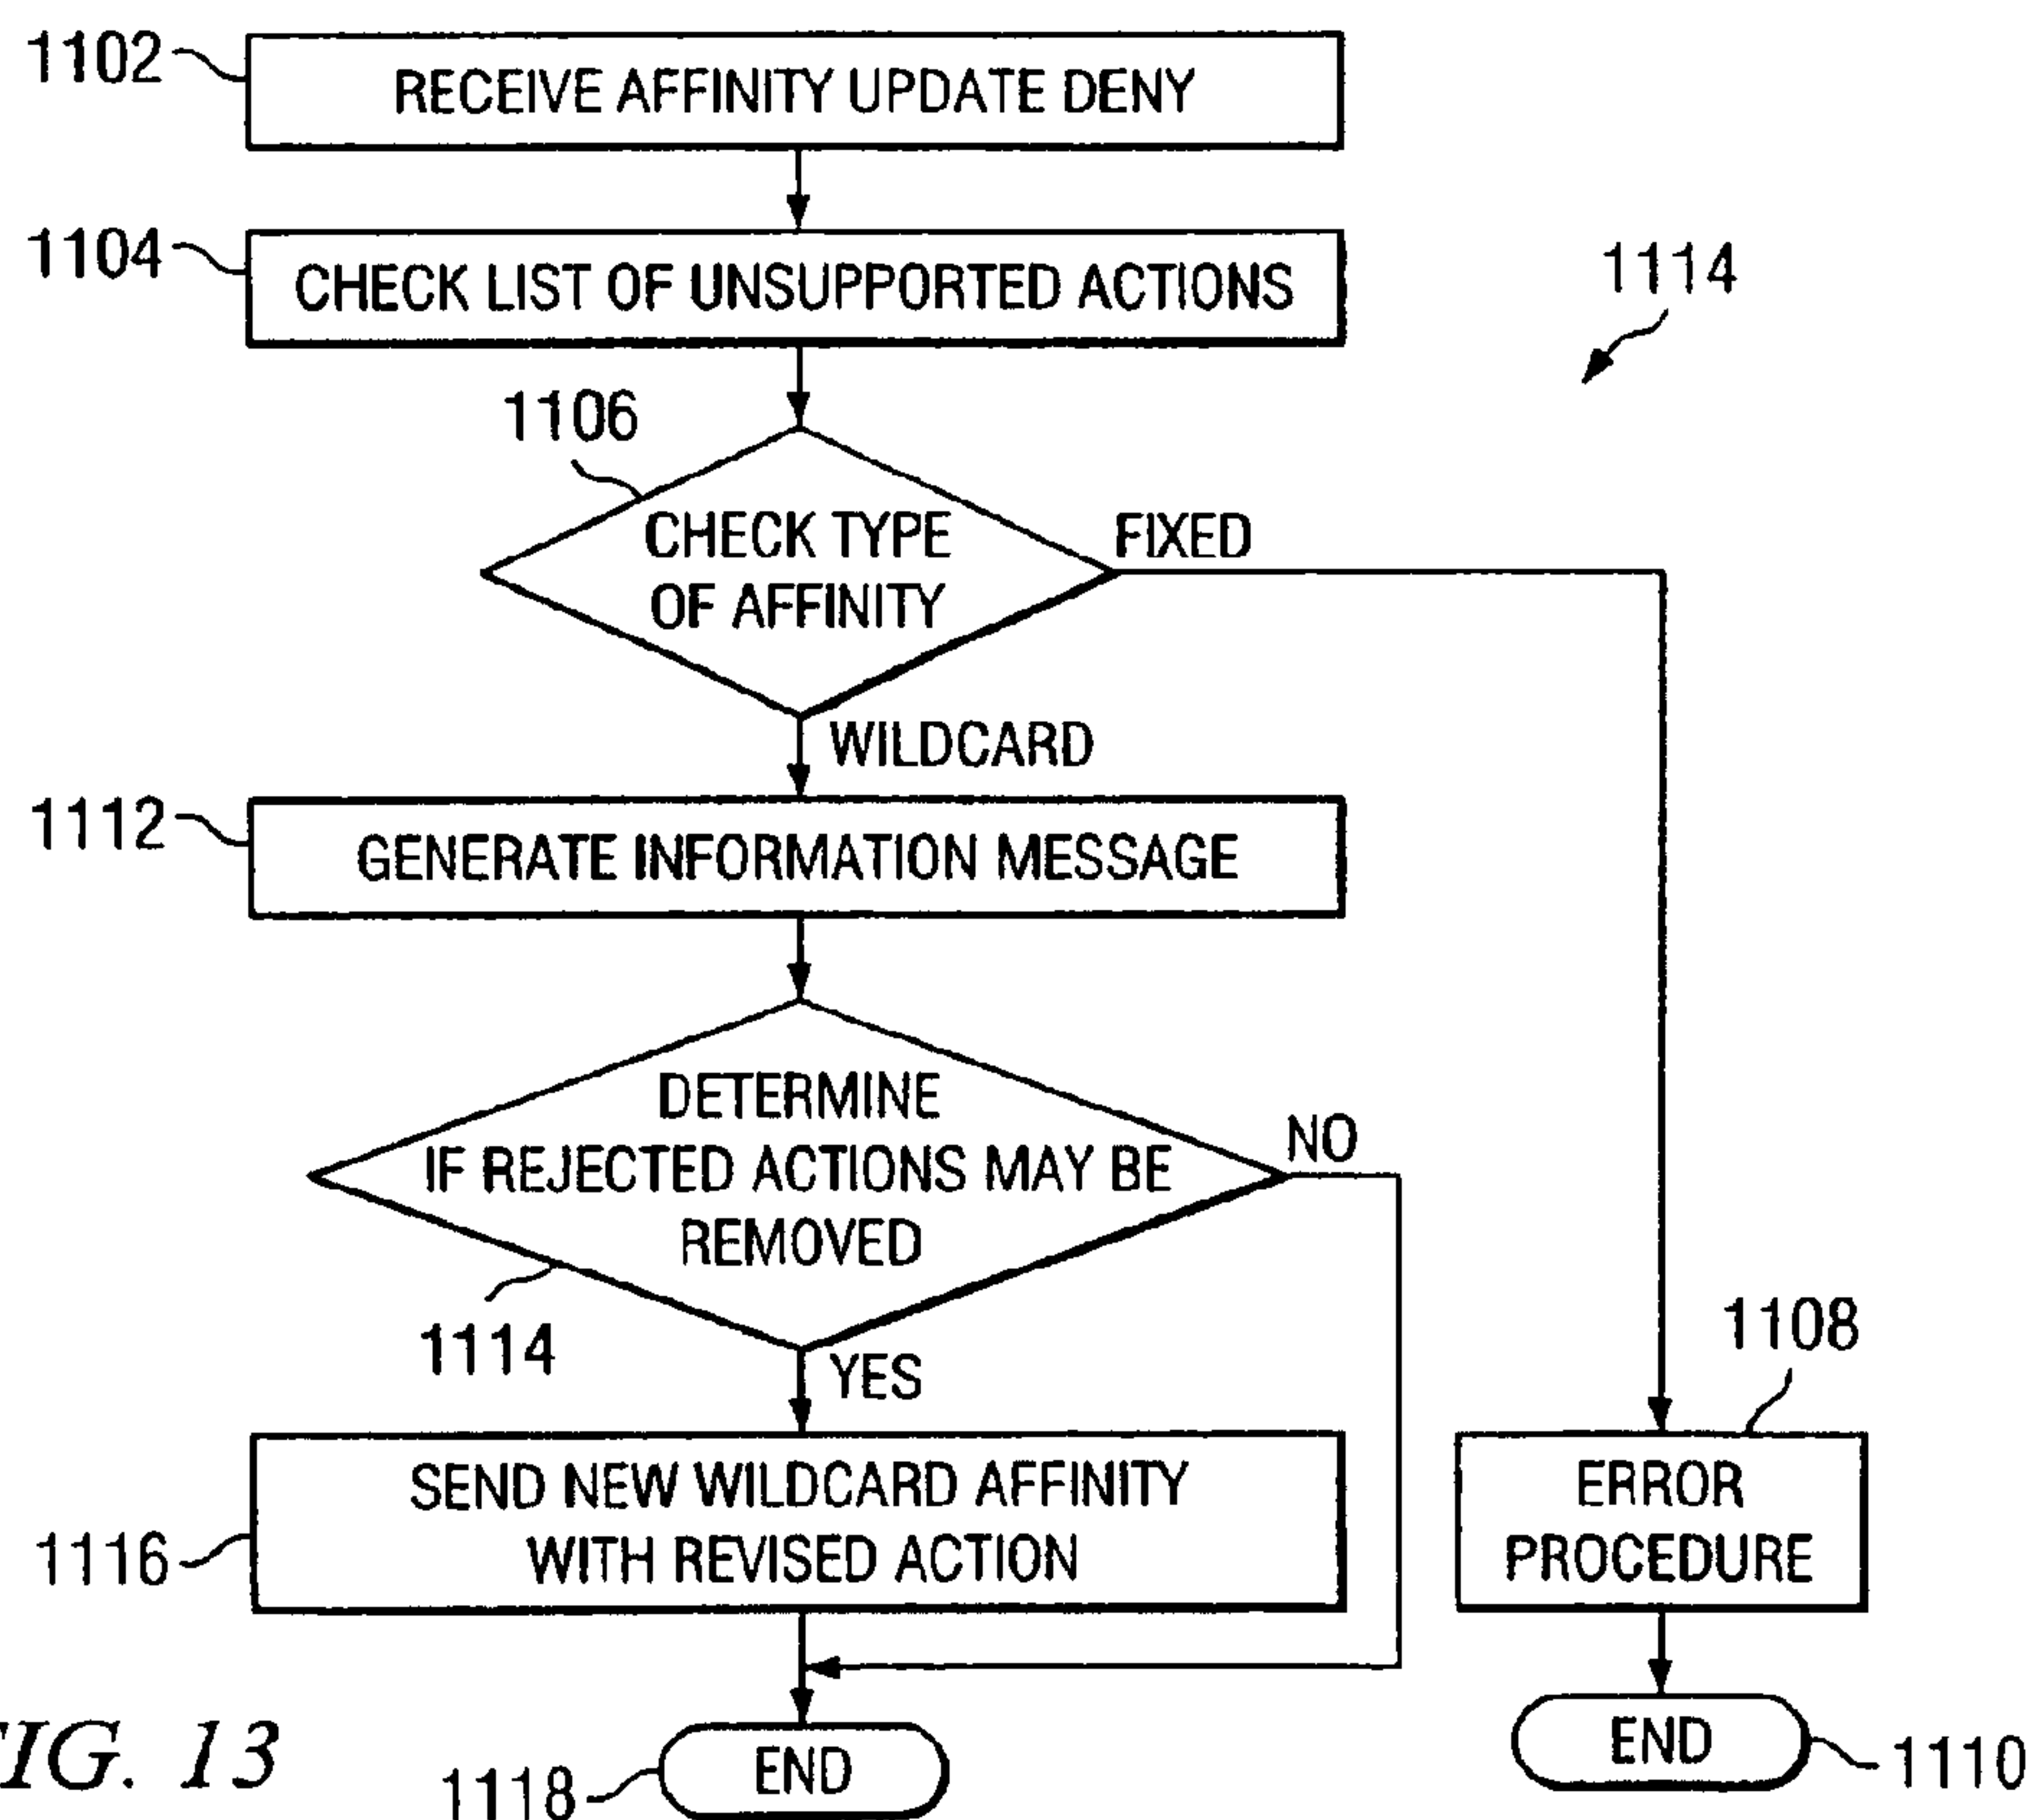 1102
RECEIVE AFFINITY UPDATE DENY
1104
CHECK LIST OF UNSUPPORTED ACTIONS
1114
1106
CHECK TYPE
OF AFFINITY
FIXED
WILDCARD
1112
GENERATE INFORMATION MESSAGE
DETERMINE
IF REJECTED ACTIONS MAY BE
REMOVED
NO
1114
YES
1108
1116
SEND NEW WILDCARD AFFINITY
WITH REVISED ACTION
ERROR
PROCEDURE
END
1110
FIG. 13
1118
END